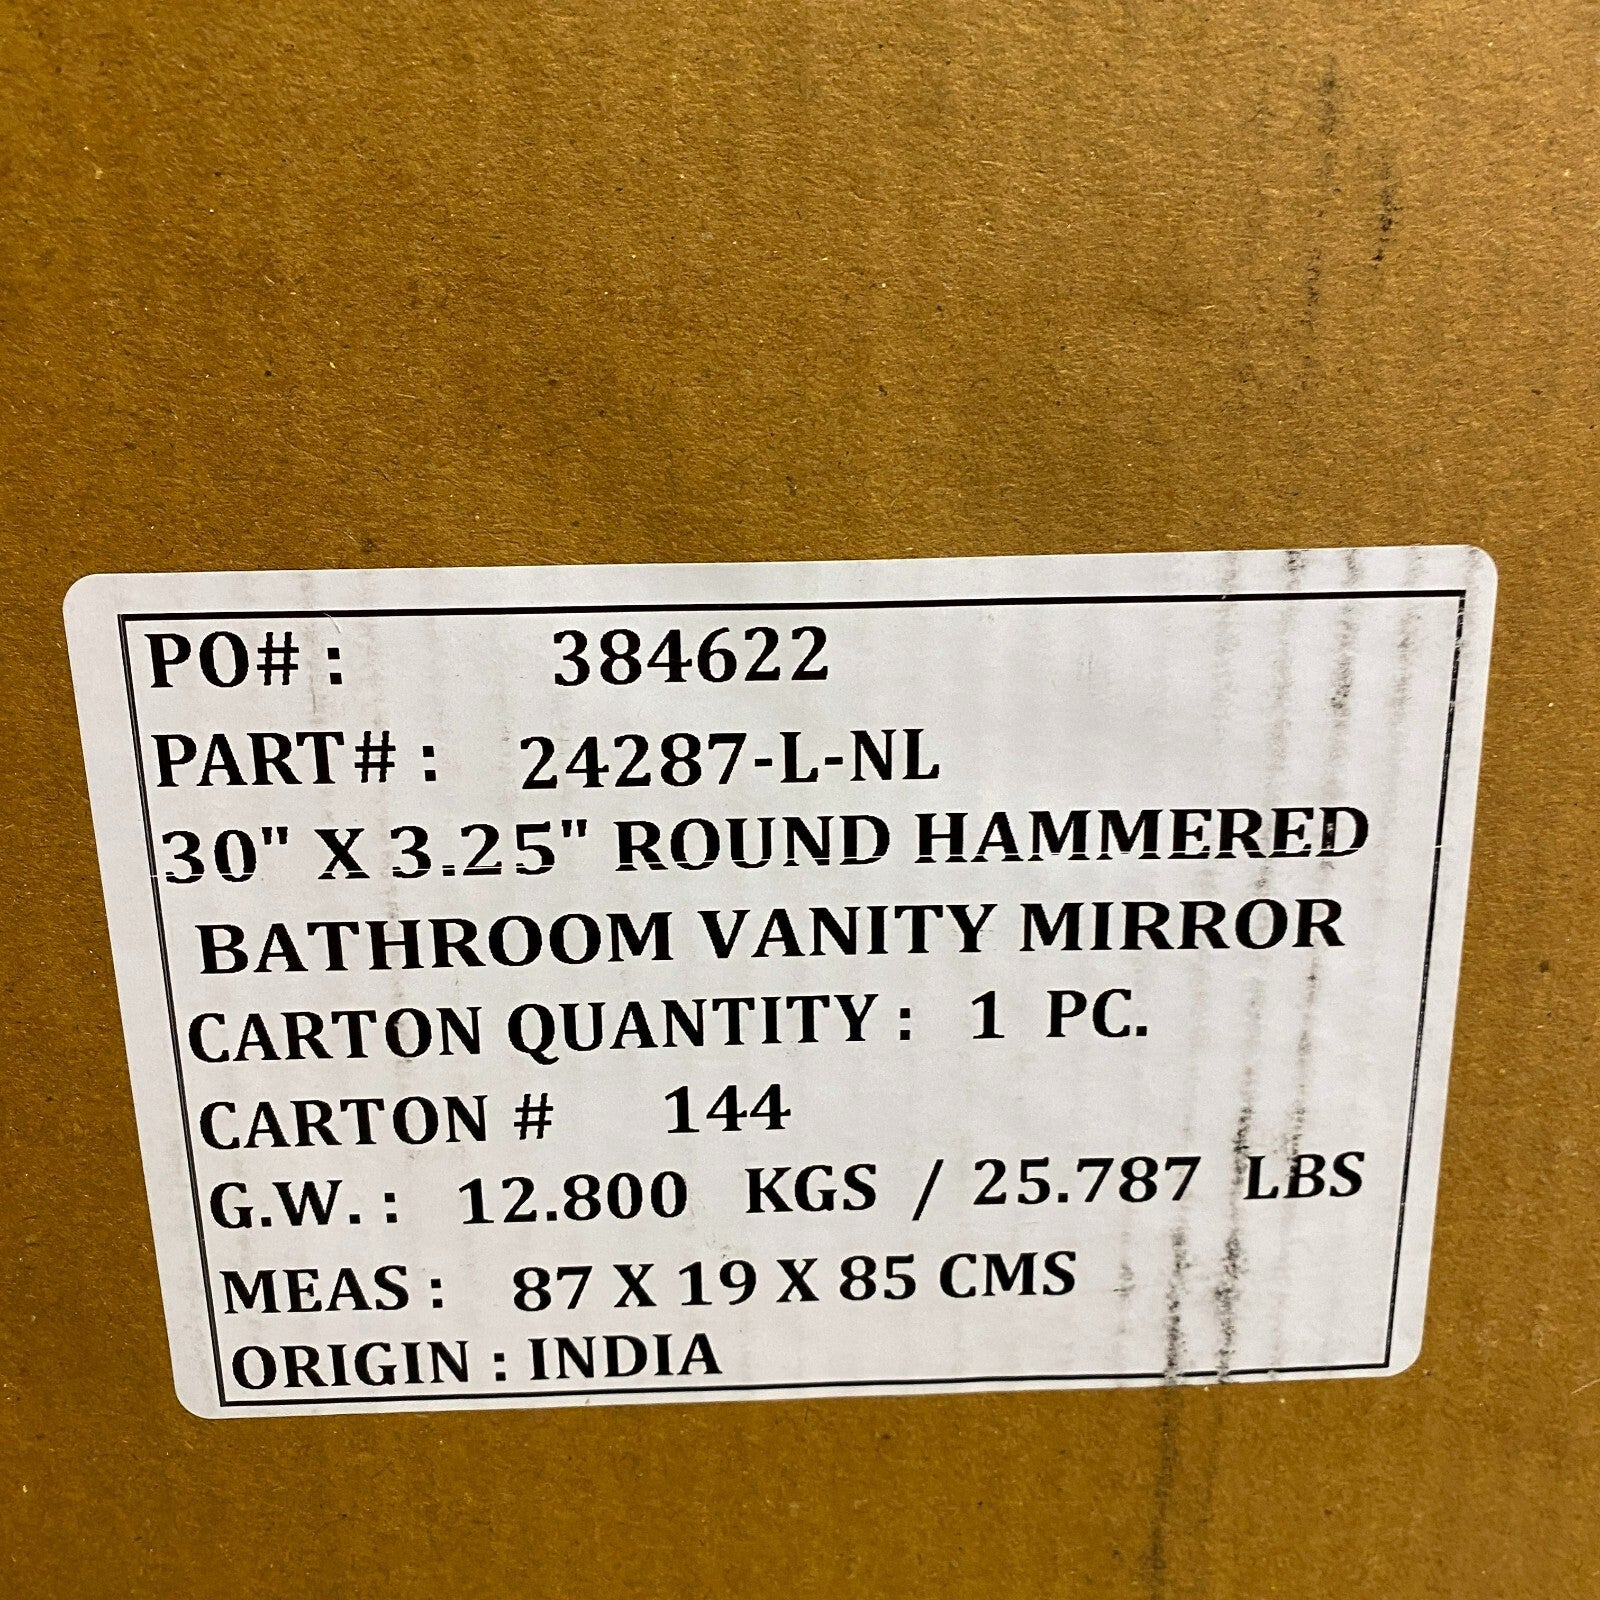 PO# : 384622
PART# : 24287-L-NL
30" X 3.25" ROUND HAMMERED
BATHROOM VANITY MIRROR
CARTON QUANTITY : 1 PC.
CARTON # 144
G.W. : 12.800 KGS / 25.787 LBS
MEAS : 87 X 19 X 85 CMS
ORIGIN : INDIA